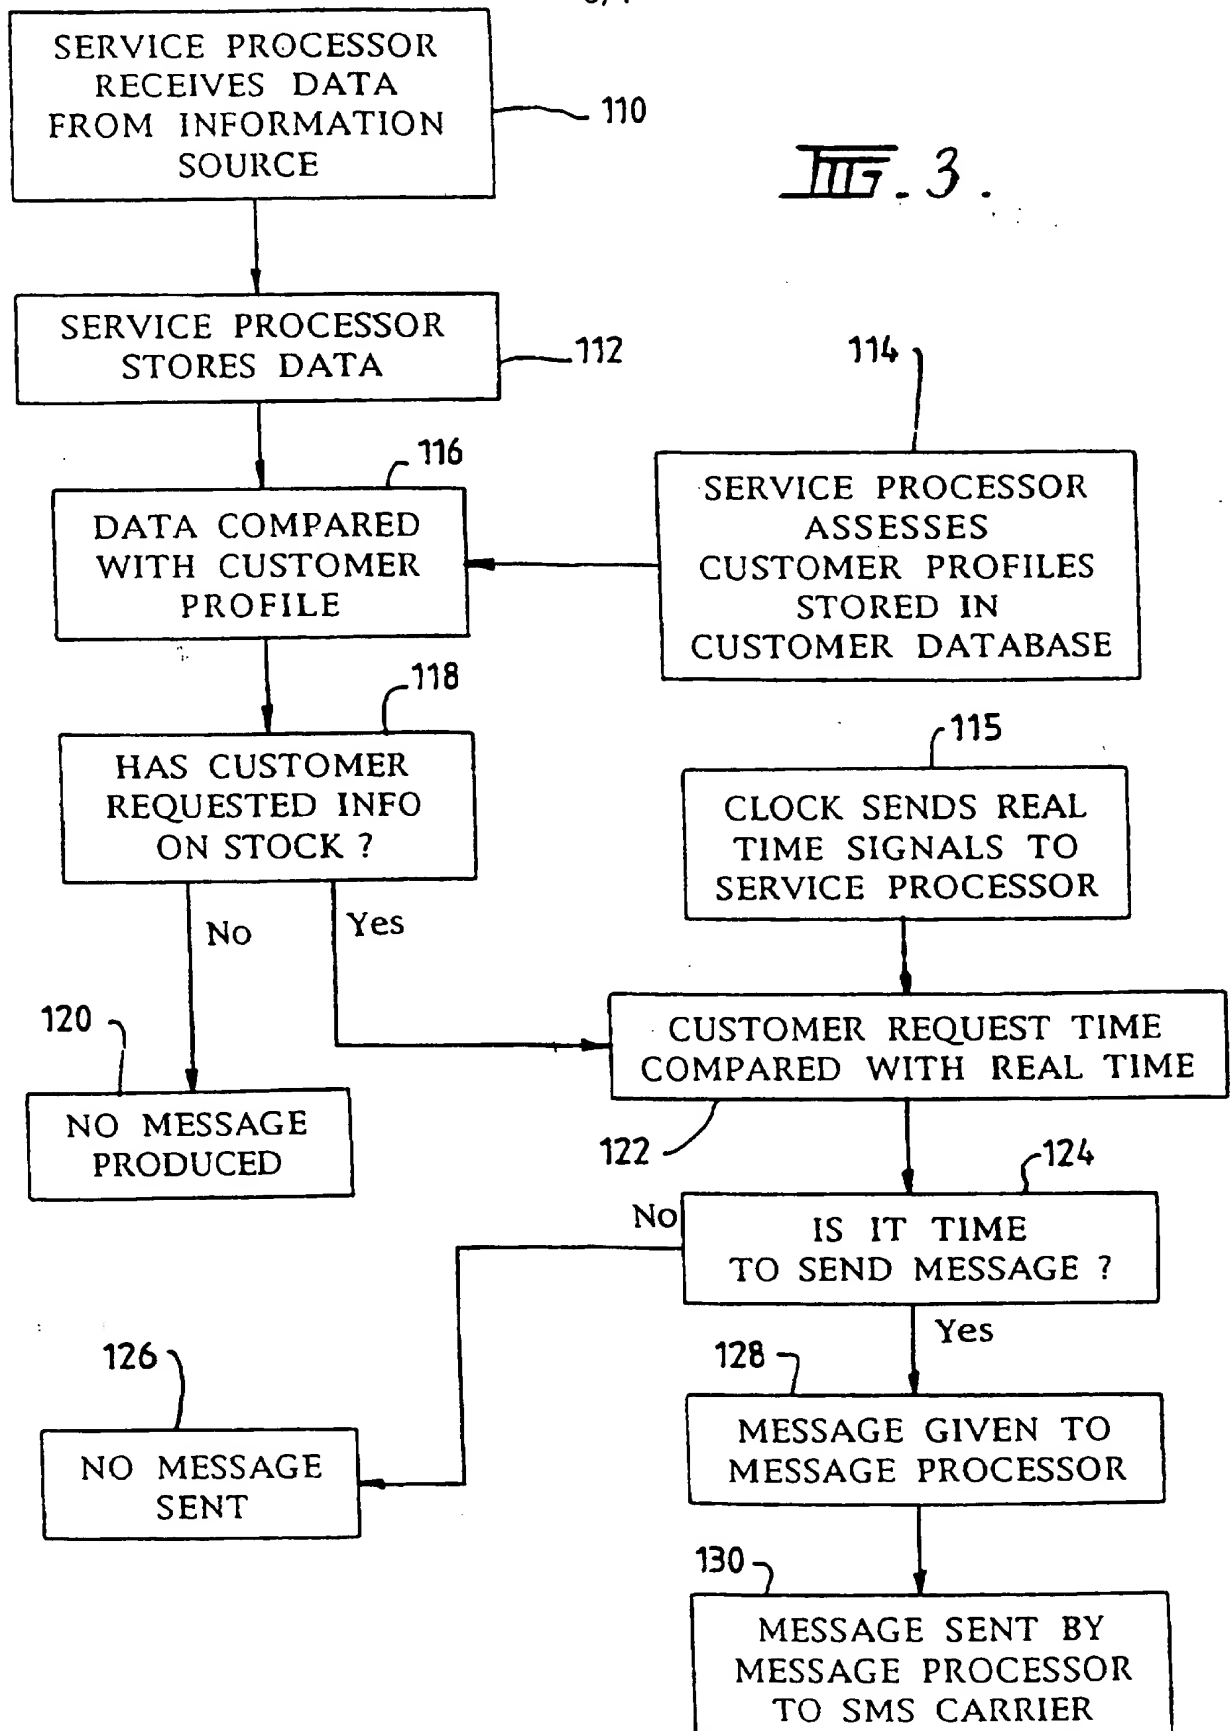 SERVICE PROCESSOR
RECEIVES DATA
FROM INFORMATION
SOURCE
110
FIG. 3.
SERVICE PROCESSOR
STORES DATA
112
114
116
DATA COMPARED
WITH CUSTOMER
PROFILE
SERVICE PROCESSOR
ASSESSES
CUSTOMER PROFILES
STORED IN
CUSTOMER DATABASE
118
HAS CUSTOMER
REQUESTED INFO
ON STOCK ?
115
CLOCK SENDS REAL
TIME SIGNALS TO
SERVICE PROCESSOR
No
Yes
120
NO MESSAGE
PRODUCED
CUSTOMER REQUEST TIME
COMPARED WITH REAL TIME
122
124
No
IS IT TIME
TO SEND MESSAGE ?
Yes
126
NO MESSAGE
SENT
128
MESSAGE GIVEN TO
MESSAGE PROCESSOR
130
MESSAGE SENT BY
MESSAGE PROCESSOR
TO SMS CARRIER